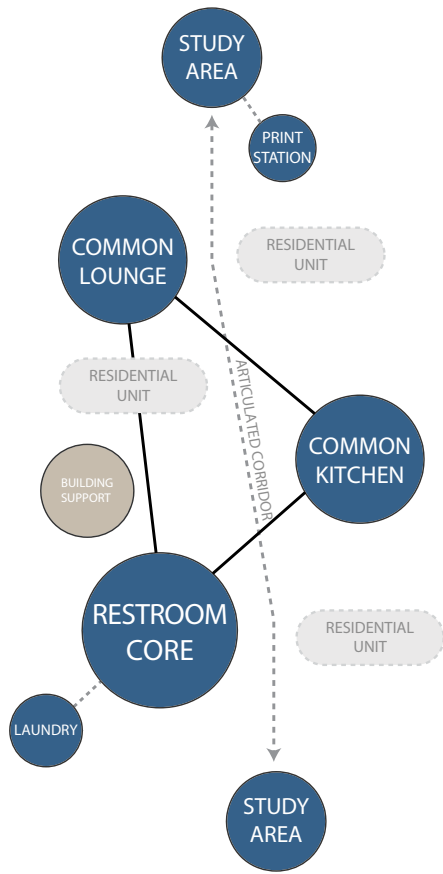 STUDY
AREA
PRINT
STATION
RESIDENTIAL
UNIT
COMMON
LOUNGE
RESIDENTIAL
UNIT
ARTICULATED CORRIDOR
COMMON
KITCHEN
BUILDING
SUPPORT
RESTROOM
CORE
RESIDENTIAL
UNIT
LAUNDRY
STUDY
AREA